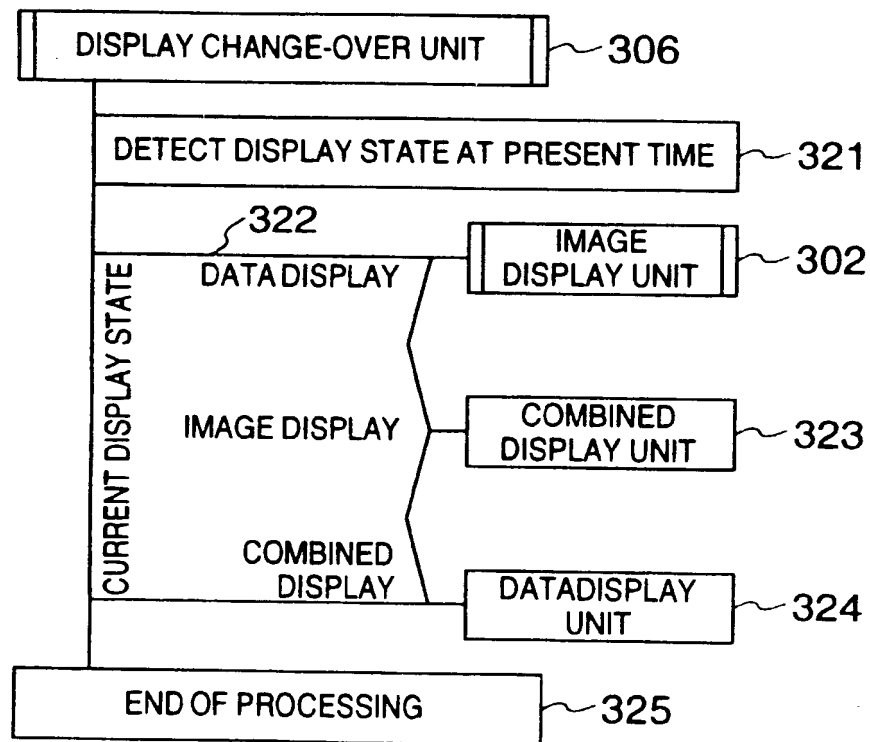 DISPLAY CHANGE-OVER UNIT
306
DETECT DISPLAY STATE AT PRESENT TIME
321
322
CURRENT DISPLAY STATE
DATA DISPLAY
IMAGE
DISPLAY UNIT
302
IMAGE DISPLAY
COMBINED
DISPLAY UNIT
323
COMBINED
DISPLAY
DATADISPLAY
UNIT
324
END OF PROCESSING
325